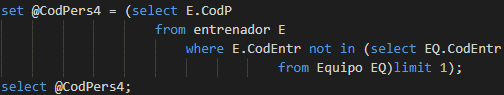 set @CodPers4 = (select E.CodP
from entrenador E
where E.CodEntr not in (select EQ.CodEntr
from Equipo EQ)limit 1);
select @CodPers4;